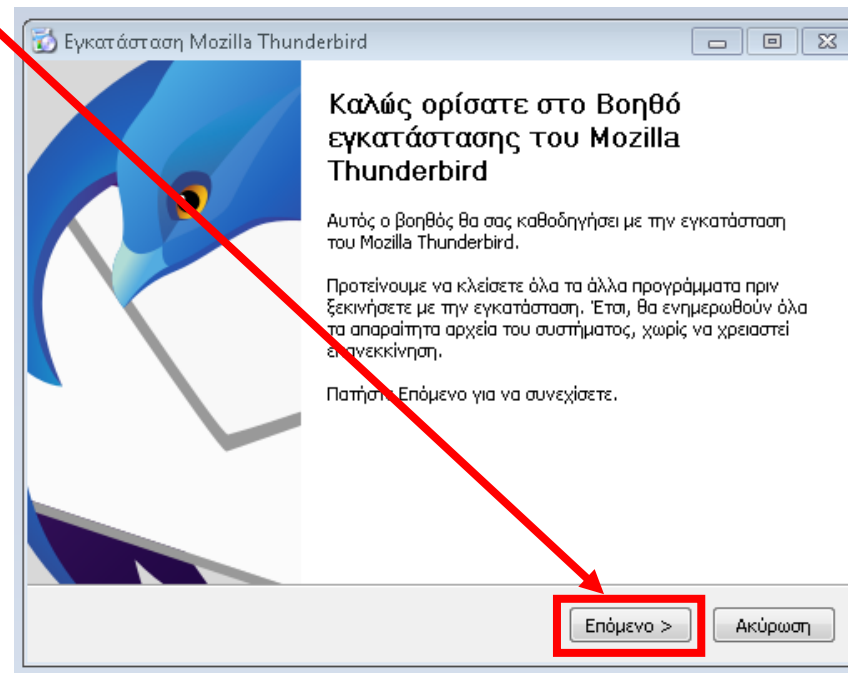 Εγκατάσταση Mozilla Thunderbird
Καλώς ορίσατε στο Βοηθό
εγκατάστασης του Mozilla
Thunderbird
Αυτός ο βοηθός θα σας καθοδηγήσει με την εγκατάσταση
του Mozilla Thunderbird.
Προτείνουμε να κλείσετε όλα τα άλλα προγράμματα πριν
ξεκινήσετε με την εγκατάσταση. Έτσι, θα ενημερωθούν όλα
τα απαραίτητα αρχεία του συστήματος, χωρίς να χρειαστεί
επανεκκίνηση.
Πατήστε Επόμενο για να συνεχίσετε.
Επόμενο >
Ακύρωση